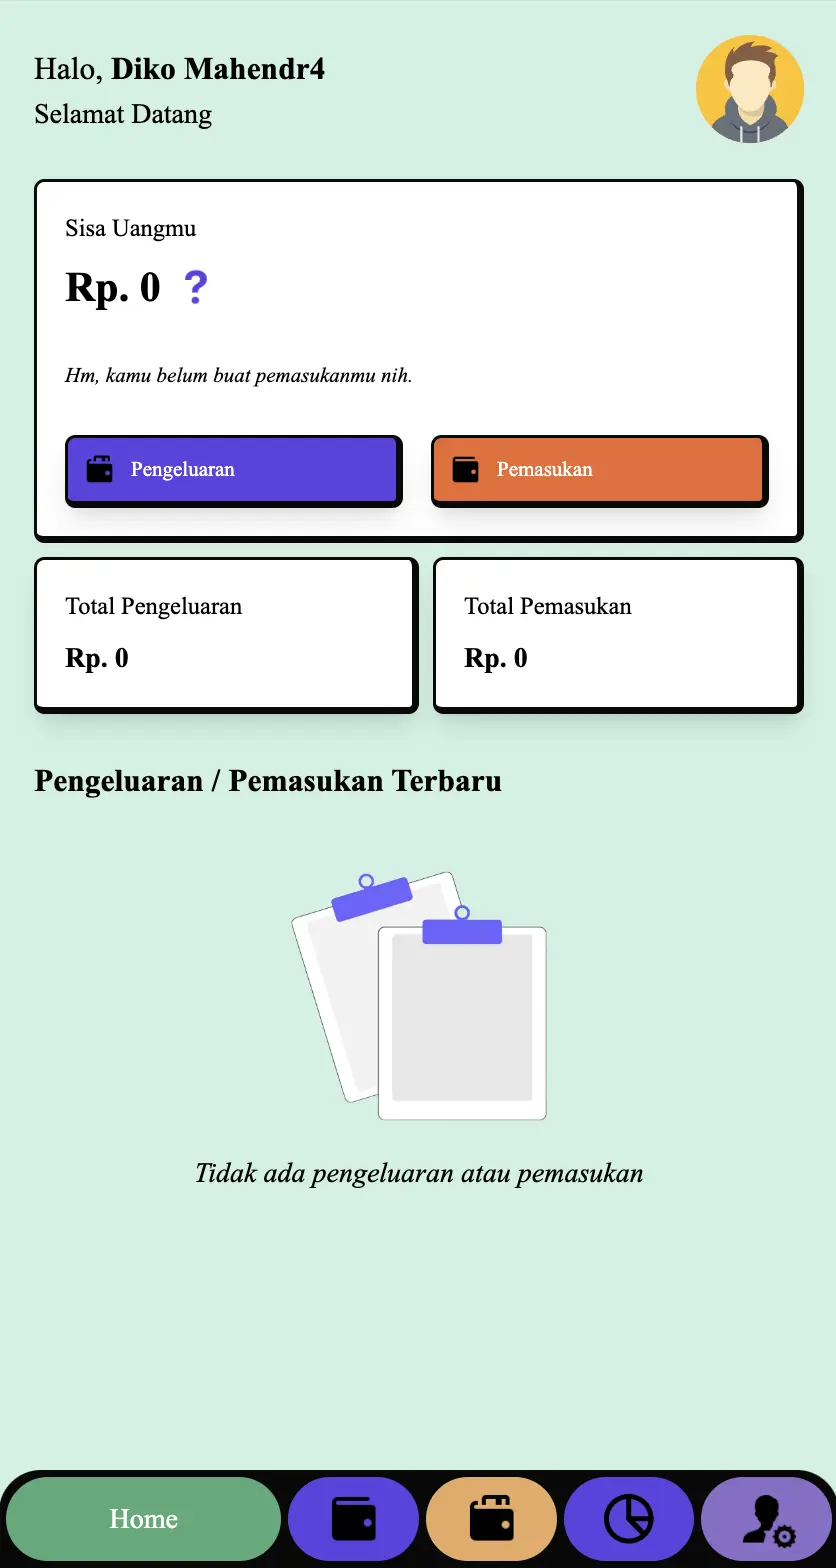 Halo, Diko Mahendr4
Selamat Datang
Sisa Uangmu
Rp. 0 ?
Hm, kamu belum buat pemasukanmu nih.
Pengeluaran
Pemasukan
Total Pengeluaran
Rp. 0
Total Pemasukan
Rp. 0
Pengeluaran / Pemasukan Terbaru
Tidak ada pengeluaran atau pemasukan
Home